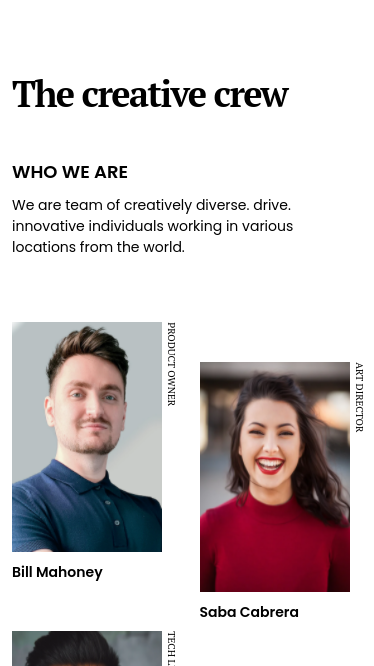 The creative crew
WHO WE ARE
We are team of creatively diverse. drive.
innovative individuals working in various
locations from the world.
PRODUCT OWNER
Bill Mahoney
ART DIRECTOR
Saba Cabrera
TECH L